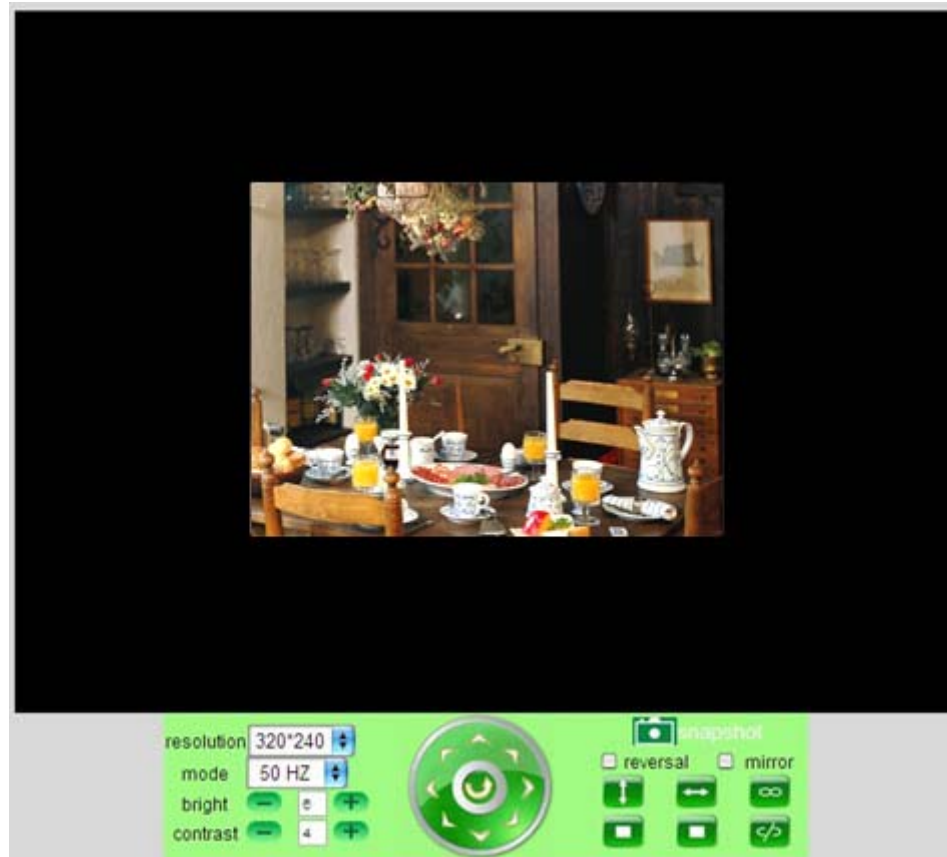 resolution 320*240
mode 50 HZ
bright 6
contrast 4
snapshot
reversal mirror